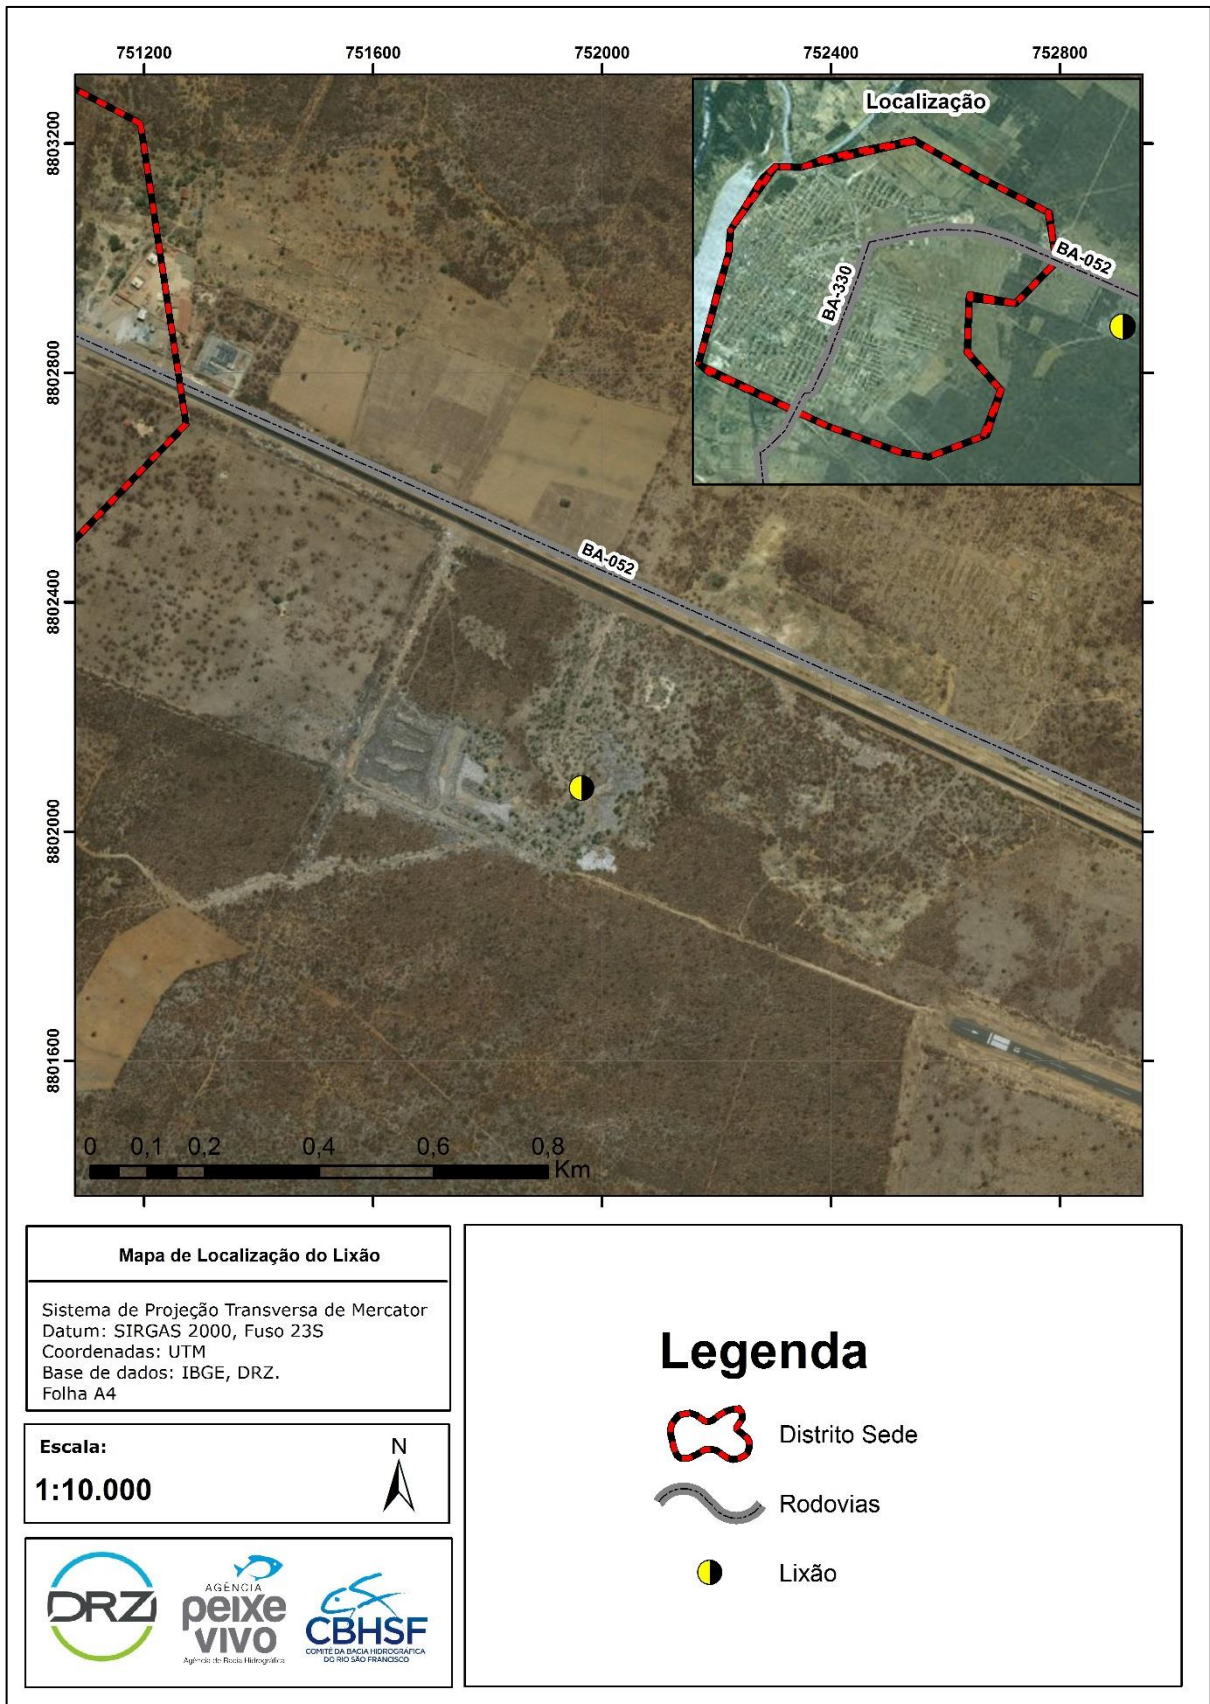 751200
751600
752000
752400
752800
Localização
8803200
8802800
8802400
8802000
8801600
BA-330
BA-052
BA-052
0 0,1 0,2 0,4 0,6 0,8
Km
Mapa de Localização do Lixão
Sistema de Projeção Transversa de Mercator
Datum: SIRGAS 2000, Fuso 23S
Coordenadas: UTM
Base de dados: IBGE, DRZ.
Folha A4
Escala:
1:10.000
N
DRZ
AGÊNCIA
peixe
VIVO
Agência de Bacia Hidrográfica
CBHSF
COMITÊ DA BACIA HIDROGRÁFICA
DO RIO SÃO FRANCISCO
Legenda
Distrito Sede
Rodovias
Lixão